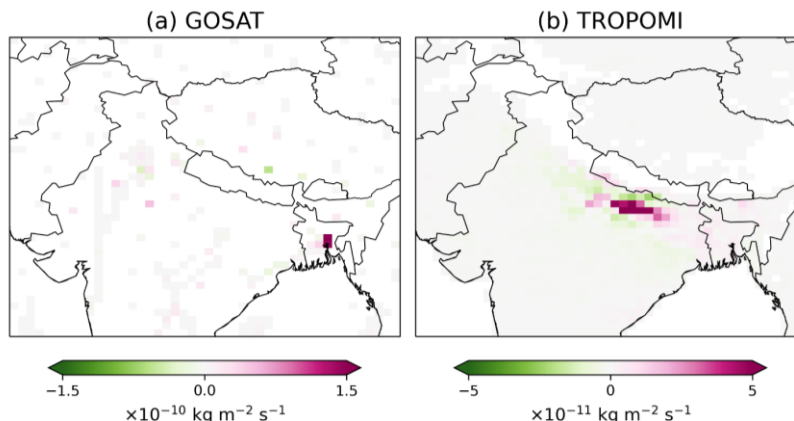 (a) GOSAT
(b) TROPOMI
−1.5 0.0 1.5
×10⁻¹⁰ kg m⁻² s⁻¹
−5 0 5
×10⁻¹¹ kg m⁻² s⁻¹